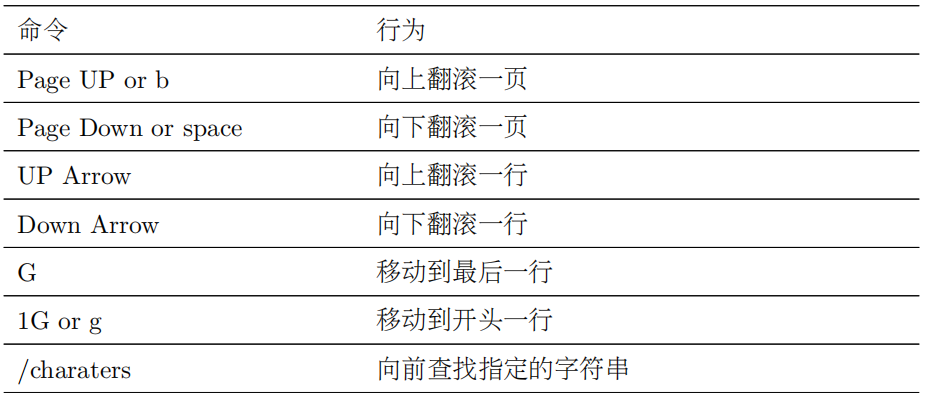 命令 行为
Page UP or b 向上翻滚一页
Page Down or space 向下翻滚一页
UP Arrow 向上翻滚一行
Down Arrow 向下翻滚一行
G 移动到最后一行
1G or g 移动到开头一行
/charaters 向前查找指定的字符串